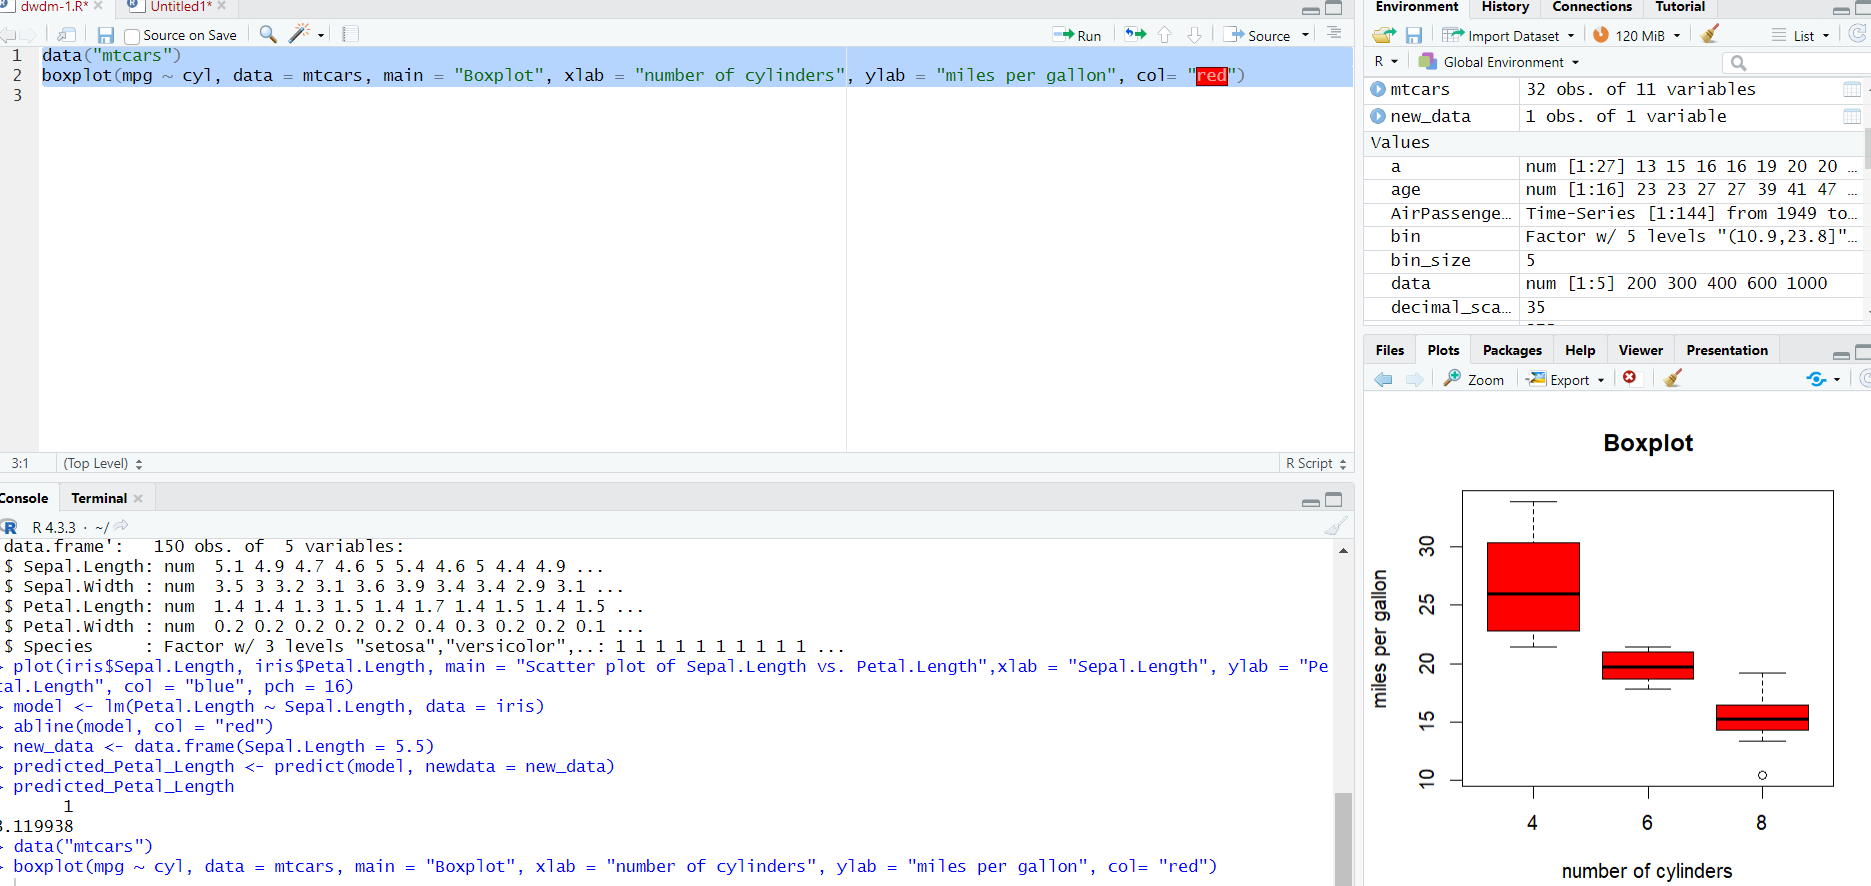 dwdm-1.R*
Untitled1*
Source on Save
Run
Source
1 data("mtcars")
2 boxplot(mpg ~ cyl, data = mtcars, main = "Boxplot", xlab = "number of cylinders", ylab = "miles per gallon", col= "red")
3
3:1 (Top Level) R Script
Console Terminal
R 4.3.3 · ~/
data.frame': 150 obs. of 5 variables:
$ Sepal.Length: num 5.1 4.9 4.7 4.6 5 5.4 4.6 5 4.4 4.9 ...
$ Sepal.Width : num 3.5 3 3.2 3.1 3.6 3.9 3.4 3.4 2.9 3.1 ...
$ Petal.Length: num 1.4 1.4 1.3 1.5 1.4 1.7 1.4 1.5 1.4 1.5 ...
$ Petal.Width : num 0.2 0.2 0.2 0.2 0.2 0.4 0.3 0.2 0.2 0.1 ...
$ Species : Factor w/ 3 levels "setosa","versicolor",..: 1 1 1 1 1 1 1 1 1 1 ...
> plot(iris$Sepal.Length, iris$Petal.Length, main = "Scatter plot of Sepal.Length vs. Petal.Length",xlab = "Sepal.Length", ylab = "Pe
tal.Length", col = "blue", pch = 16)
> model <- lm(Petal.Length ~ Sepal.Length, data = iris)
> abline(model, col = "red")
> new_data <- data.frame(Sepal.Length = 5.5)
> predicted_Petal_Length <- predict(model, newdata = new_data)
> predicted_Petal_Length
1
3.119938
> data("mtcars")
> boxplot(mpg ~ cyl, data = mtcars, main = "Boxplot", xlab = "number of cylinders", ylab = "miles per gallon", col= "red")
Environment History Connections Tutorial
Import Dataset 120 MiB List
R Global Environment
mtcars 32 obs. of 11 variables
new_data 1 obs. of 1 variable
Values
a num [1:27] 13 15 16 16 19 20 20 ...
age num [1:16] 23 23 27 27 39 41 47 ...
AirPassenge... Time-Series [1:144] from 1949 to...
bin Factor w/ 5 levels "(10.9,23.8]"...
bin_size 5
data num [1:5] 200 300 400 600 1000
decimal_sca... 35
Files Plots Packages Help Viewer Presentation
Zoom Export
Boxplot
miles per gallon
30
25
20
15
10
4 6 8
number of cylinders